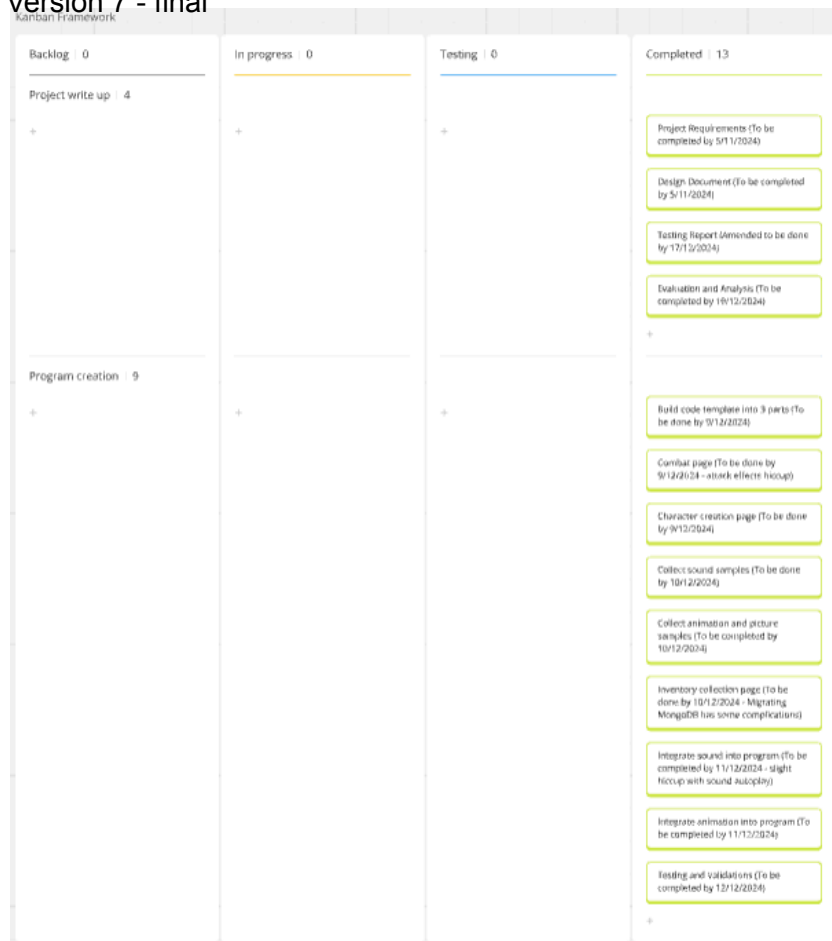 Version 7 - final
Kanban Framework
Backlog 0
In progress 0
Testing 0
Completed 13
Project write up 4
+
+
+
Project Requirements (To be
completed by 5/11/2024)
Design Document (To be completed
by 5/11/2024)
Testing Report (Amended to be done
by 17/12/2024)
Evaluation and Analysis (To be
completed by 19/12/2024)
+
Program creation 9
+
+
+
Build code template into 3 parts (To
be done by 9/12/2024)
Combat page (To be done by
9/12/2024 - attack effects hiccup)
Character creation page (To be done
by 9/12/2024)
Collect sound samples (To be done
by 10/12/2024)
Collect animation and picture
samples (To be completed by
10/12/2024)
Inventory collection page (To be
done by 10/12/2024 - Migrating
MongoDB has some complications)
Integrate sound into program (To be
completed by 11/12/2024 - slight
hiccup with sound autoplay)
Integrate animation into program (To
be completed by 11/12/2024)
Testing and validations (To be
completed by 12/12/2024)
+